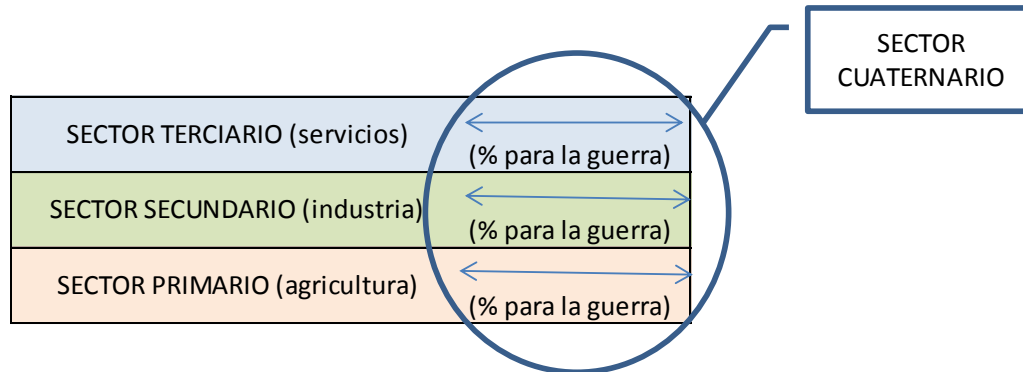 SECTOR
CUATERNARIO
SECTOR TERCIARIO (servicios)
(% para la guerra)
SECTOR SECUNDARIO (industria)
(% para la guerra)
SECTOR PRIMARIO (agricultura)
(% para la guerra)